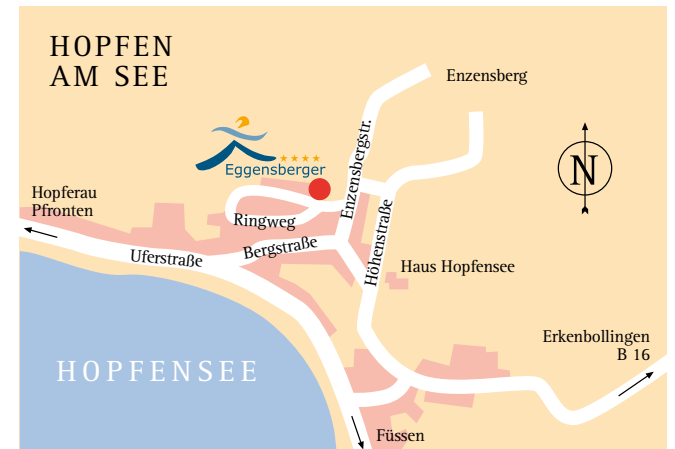 HOPFEN
AM SEE
Enzensberg
Enzensbergstr.
Eggensberger
N
Hopferau
Pfronten
Ringweg
Bergstraße
Höhenstraße
Uferstraße
Haus Hopfensee
Erkenbollingen
B 16
HOPFENSEE
Füssen